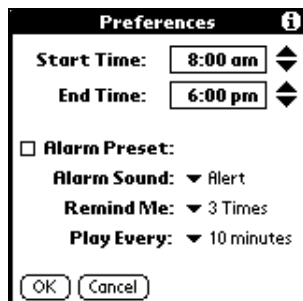 Preferences i
Start Time: 8:00 am
End Time: 6:00 pm
Alarm Preset:
Alarm Sound: Alert
Remind Me: 3 Times
Play Every: 10 minutes
OK Cancel